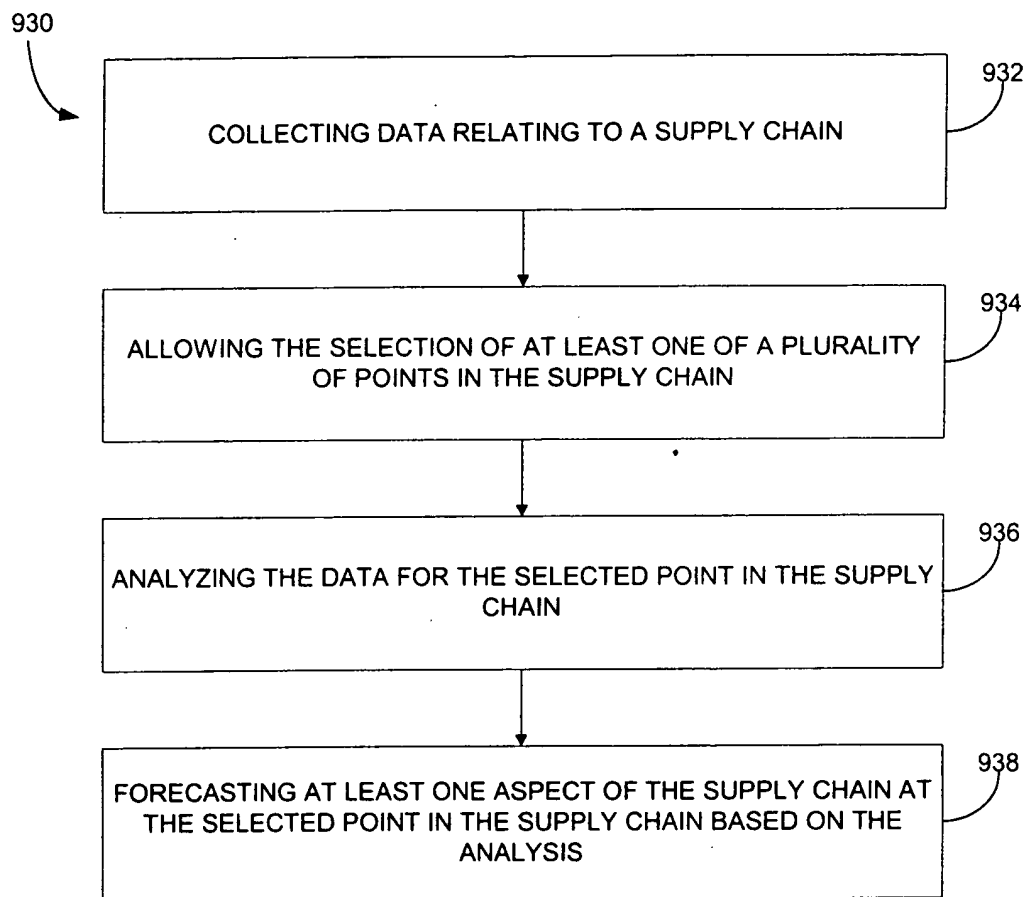 930
932
COLLECTING DATA RELATING TO A SUPPLY CHAIN
934
ALLOWING THE SELECTION OF AT LEAST ONE OF A PLURALITY
OF POINTS IN THE SUPPLY CHAIN
936
ANALYZING THE DATA FOR THE SELECTED POINT IN THE SUPPLY
CHAIN
938
FORECASTING AT LEAST ONE ASPECT OF THE SUPPLY CHAIN AT
THE SELECTED POINT IN THE SUPPLY CHAIN BASED ON THE
ANALYSIS